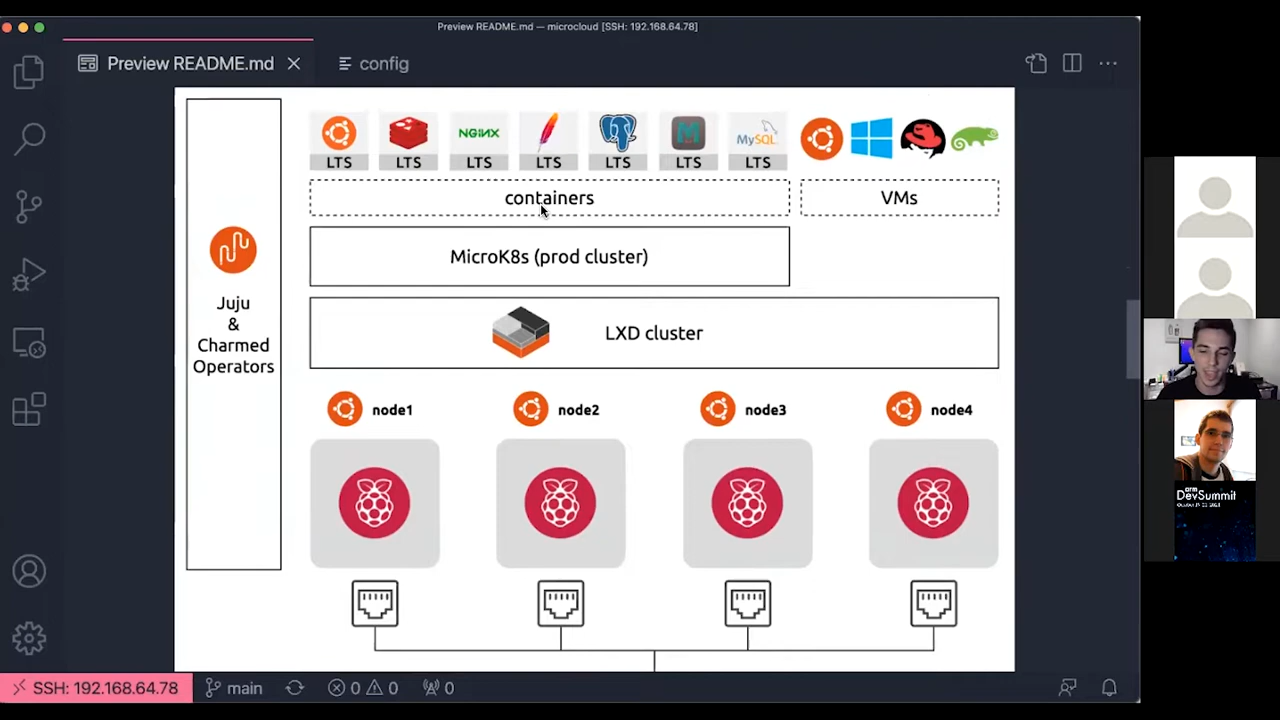 Preview README.md — microcloud [SSH: 192.168.64.78]
Preview README.md
config
Juju
&
Charmed
Operators
NGINX
MySQL
LTS LTS LTS LTS LTS LTS LTS
containers
VMs
MicroK8s (prod cluster)
LXD cluster
node1 node2 node3 node4
SSH: 192.168.64.78
main
0 0
0
arm
DevSummit